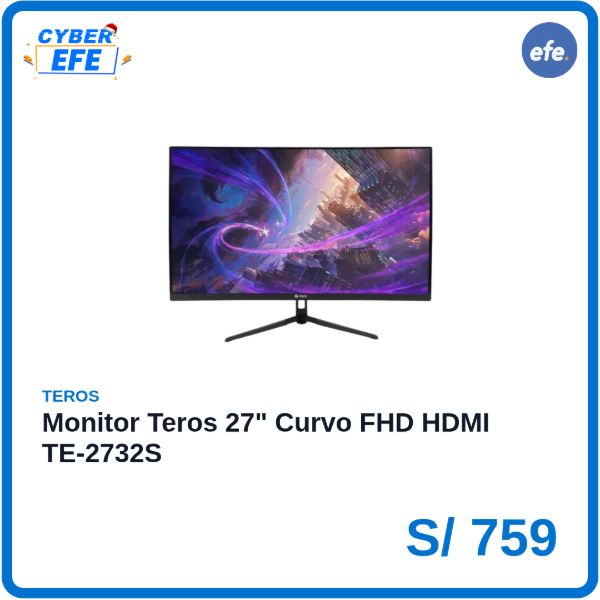 CYBER
EFE
efe.
TEROS
Monitor Teros 27" Curvo FHD HDMI
TE-2732S
S/ 759